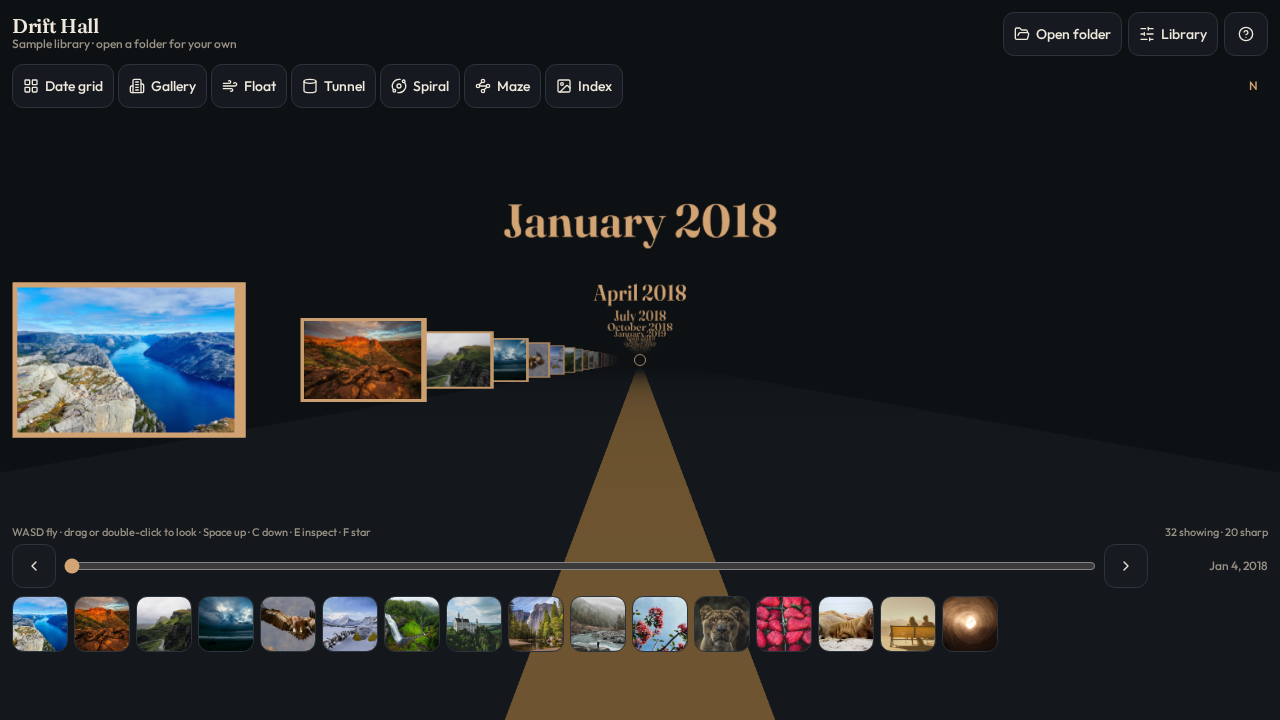 Drift Hall
Sample library · open a folder for your own
Open folder
Library
Date grid
Gallery
Float
Tunnel
Spiral
Maze
Index
N
January 2018
April 2018
July 2018
October 2018
January 2019
WASD fly · drag or double-click to look · Space up · C down · E inspect · F star
32 showing · 20 sharp
Jan 4, 2018